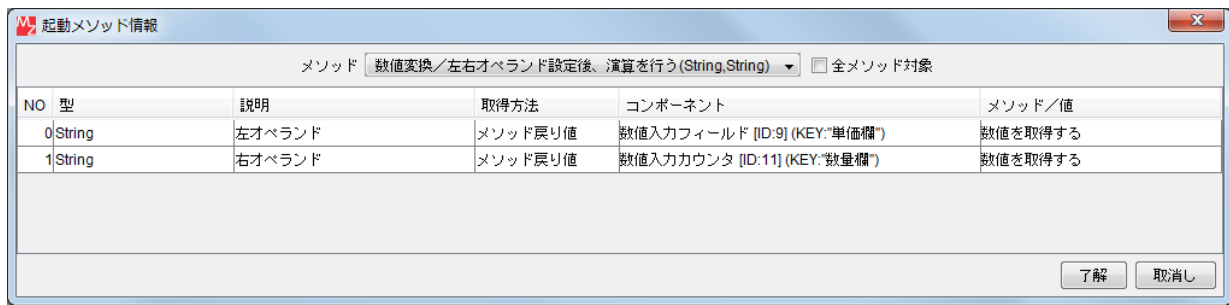 起動メソッド情報
メソッド 数値変換／左右オペランド設定後、演算を行う(String,String) 全メソッド対象
NO 型 説明 取得方法 コンポーネント メソッド／値
0 String 左オペランド メソッド戻り値 数値入力フィールド [ID:9] (KEY:"単価欄") 数値を取得する
1 String 右オペランド メソッド戻り値 数値入力カウンタ [ID:11] (KEY:"数量欄") 数値を取得する
了解 取消し